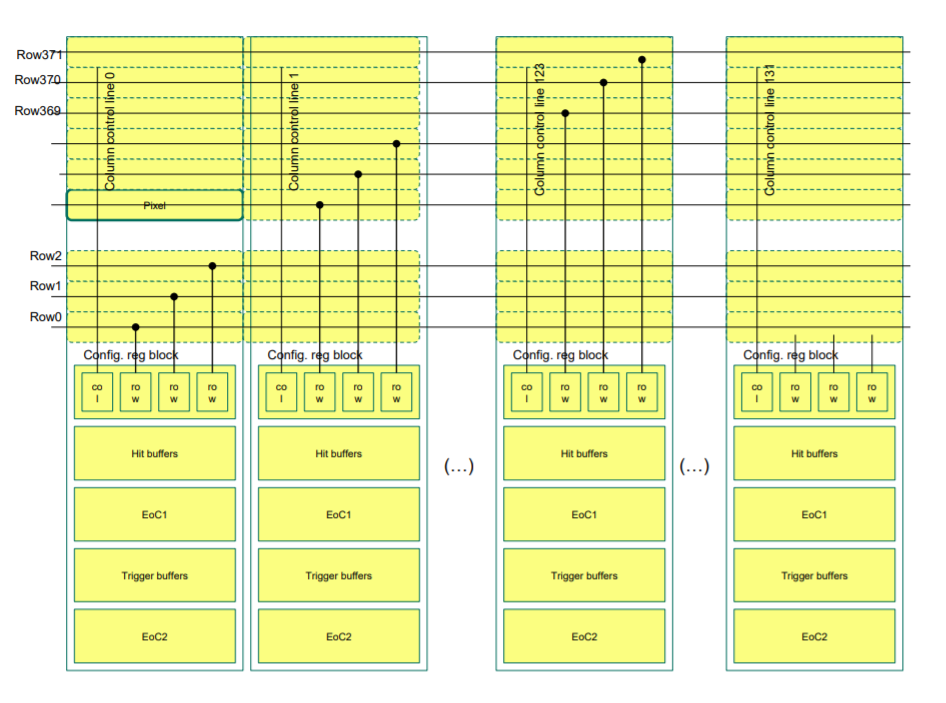 Row371
Row370
Row369
Column control line 0
Column control line 1
Column control line 123
Column control line 131
Pixel
Row2
Row1
Row0
Config. reg block
Config. reg block
Config. reg block
Config. reg block
co ro ro ro co ro ro ro co ro ro ro co ro ro ro
l w w w l w w w l w w w l w w w
Hit buffers Hit buffers (...) Hit buffers (...) Hit buffers
EoC1 EoC1 EoC1 EoC1
Trigger buffers Trigger buffers Trigger buffers Trigger buffers
EoC2 EoC2 EoC2 EoC2